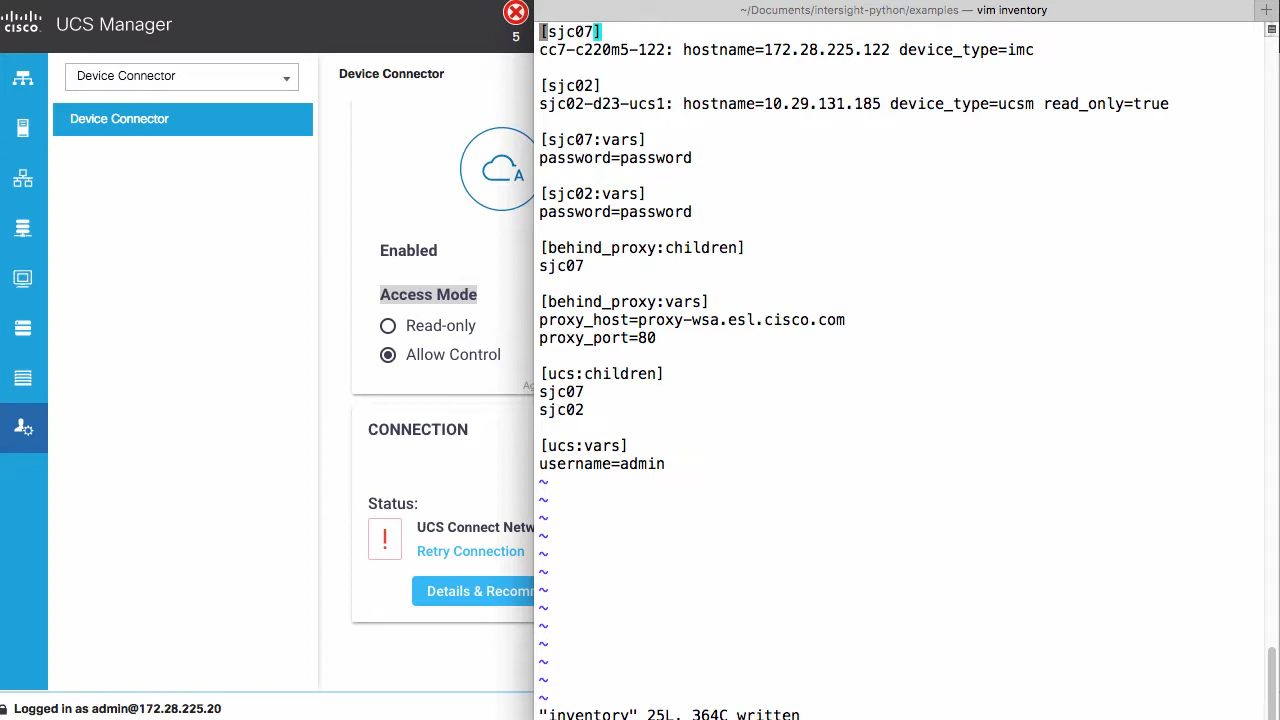 cisco
UCS Manager
5
Device Connector
Device Connector
Device Connector
A
Enabled
Access Mode
Read-only
Allow Control
CONNECTION
Status:
!
UCS Connect Netw
Retry Connection
Details & Recom
Logged in as admin@172.28.225.20
~/Documents/intersight-python/examples — vim inventory
[sjc07]
cc7-c220m5-122: hostname=172.28.225.122 device_type=imc
[sjc02]
sjc02-d23-ucs1: hostname=10.29.131.185 device_type=ucsm read_only=true
[sjc07:vars]
password=password
[sjc02:vars]
password=password
[behind_proxy:children]
sjc07
[behind_proxy:vars]
proxy_host=proxy-wsa.esl.cisco.com
proxy_port=80
[ucs:children]
sjc07
sjc02
[ucs:vars]
username=admin
~
~
~
~
~
~
~
~
~
~
~
~
~
"inventory" 25L, 364C written